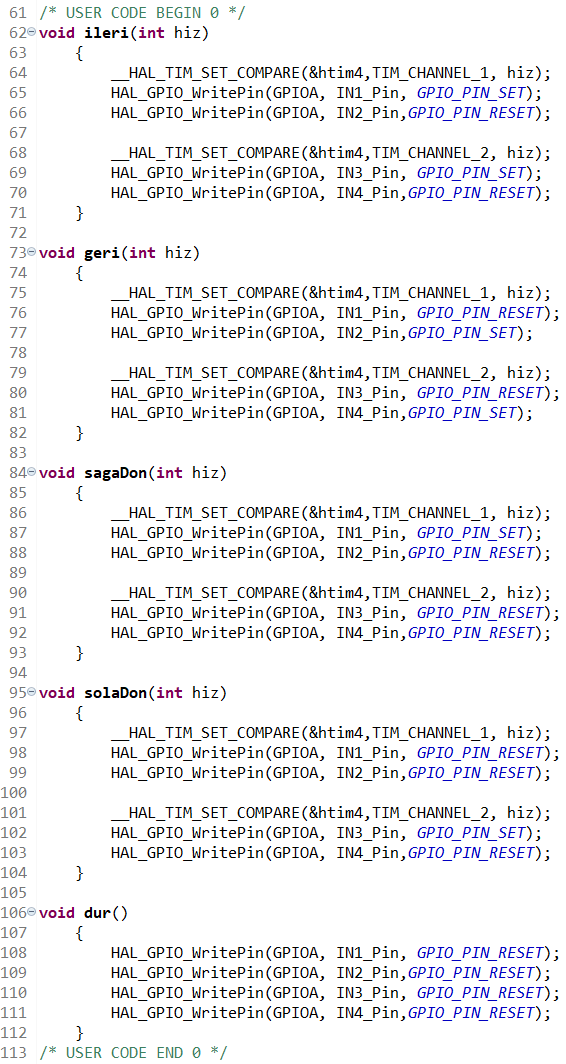 61 /* USER CODE BEGIN 0 */
62 void ileri(int hiz)
63     {
64         __HAL_TIM_SET_COMPARE(&htim4,TIM_CHANNEL_1, hiz);
65         HAL_GPIO_WritePin(GPIOA, IN1_Pin, GPIO_PIN_SET);
66         HAL_GPIO_WritePin(GPIOA, IN2_Pin,GPIO_PIN_RESET);
67
68         __HAL_TIM_SET_COMPARE(&htim4,TIM_CHANNEL_2, hiz);
69         HAL_GPIO_WritePin(GPIOA, IN3_Pin, GPIO_PIN_SET);
70         HAL_GPIO_WritePin(GPIOA, IN4_Pin,GPIO_PIN_RESET);
71     }
72
73 void geri(int hiz)
74     {
75         __HAL_TIM_SET_COMPARE(&htim4,TIM_CHANNEL_1, hiz);
76         HAL_GPIO_WritePin(GPIOA, IN1_Pin, GPIO_PIN_RESET);
77         HAL_GPIO_WritePin(GPIOA, IN2_Pin,GPIO_PIN_SET);
78
79         __HAL_TIM_SET_COMPARE(&htim4,TIM_CHANNEL_2, hiz);
80         HAL_GPIO_WritePin(GPIOA, IN3_Pin, GPIO_PIN_RESET);
81         HAL_GPIO_WritePin(GPIOA, IN4_Pin,GPIO_PIN_SET);
82     }
83
84 void sagaDon(int hiz)
85     {
86         __HAL_TIM_SET_COMPARE(&htim4,TIM_CHANNEL_1, hiz);
87         HAL_GPIO_WritePin(GPIOA, IN1_Pin, GPIO_PIN_SET);
88         HAL_GPIO_WritePin(GPIOA, IN2_Pin,GPIO_PIN_RESET);
89
90         __HAL_TIM_SET_COMPARE(&htim4,TIM_CHANNEL_2, hiz);
91         HAL_GPIO_WritePin(GPIOA, IN3_Pin, GPIO_PIN_RESET);
92         HAL_GPIO_WritePin(GPIOA, IN4_Pin,GPIO_PIN_RESET);
93     }
94
95 void solaDon(int hiz)
96     {
97         __HAL_TIM_SET_COMPARE(&htim4,TIM_CHANNEL_1, hiz);
98         HAL_GPIO_WritePin(GPIOA, IN1_Pin, GPIO_PIN_RESET);
99         HAL_GPIO_WritePin(GPIOA, IN2_Pin,GPIO_PIN_RESET);
100
101         __HAL_TIM_SET_COMPARE(&htim4,TIM_CHANNEL_2, hiz);
102         HAL_GPIO_WritePin(GPIOA, IN3_Pin, GPIO_PIN_SET);
103         HAL_GPIO_WritePin(GPIOA, IN4_Pin,GPIO_PIN_RESET);
104     }
105
106 void dur()
107     {
108         HAL_GPIO_WritePin(GPIOA, IN1_Pin, GPIO_PIN_RESET);
109         HAL_GPIO_WritePin(GPIOA, IN2_Pin,GPIO_PIN_RESET);
110         HAL_GPIO_WritePin(GPIOA, IN3_Pin, GPIO_PIN_RESET);
111         HAL_GPIO_WritePin(GPIOA, IN4_Pin,GPIO_PIN_RESET);
112     }
113 /* USER CODE END 0 */